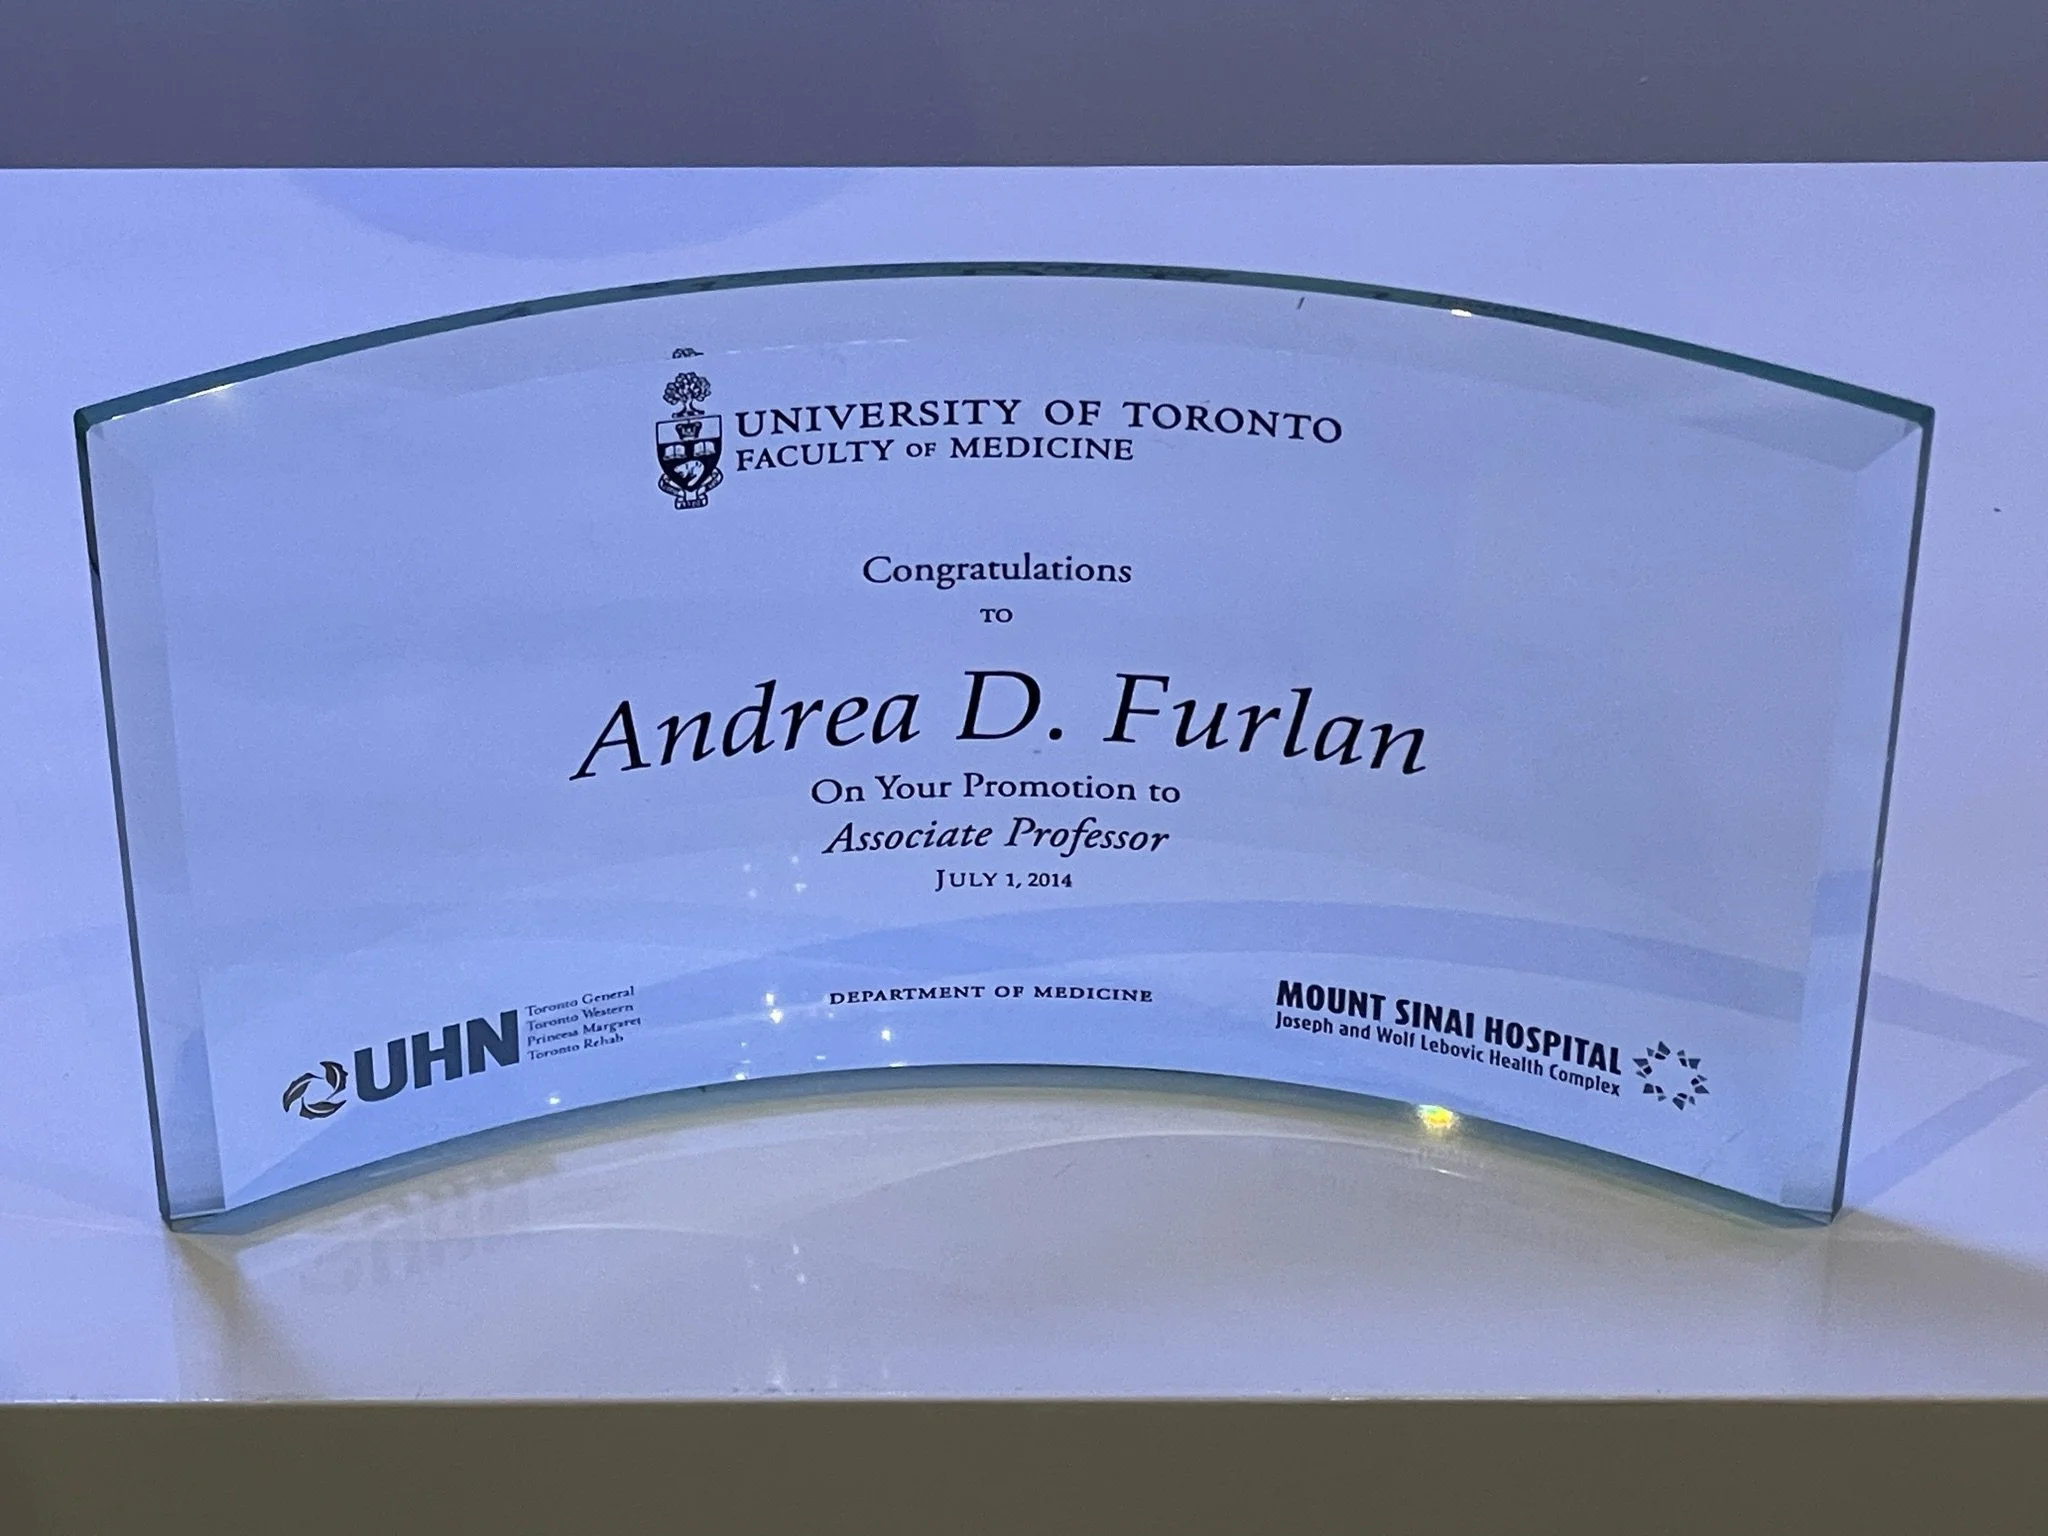 UNIVERSITY OF TORONTO
FACULTY OF MEDICINE
Congratulations
TO
Andrea D. Furlan
On Your Promotion to
Associate Professor
JULY 1, 2014
UHN
Toronto General
Toronto Western
Princess Margaret
Toronto Rehab
DEPARTMENT OF MEDICINE
MOUNT SINAI HOSPITAL
Joseph and Wolf Lebovic Health Complex